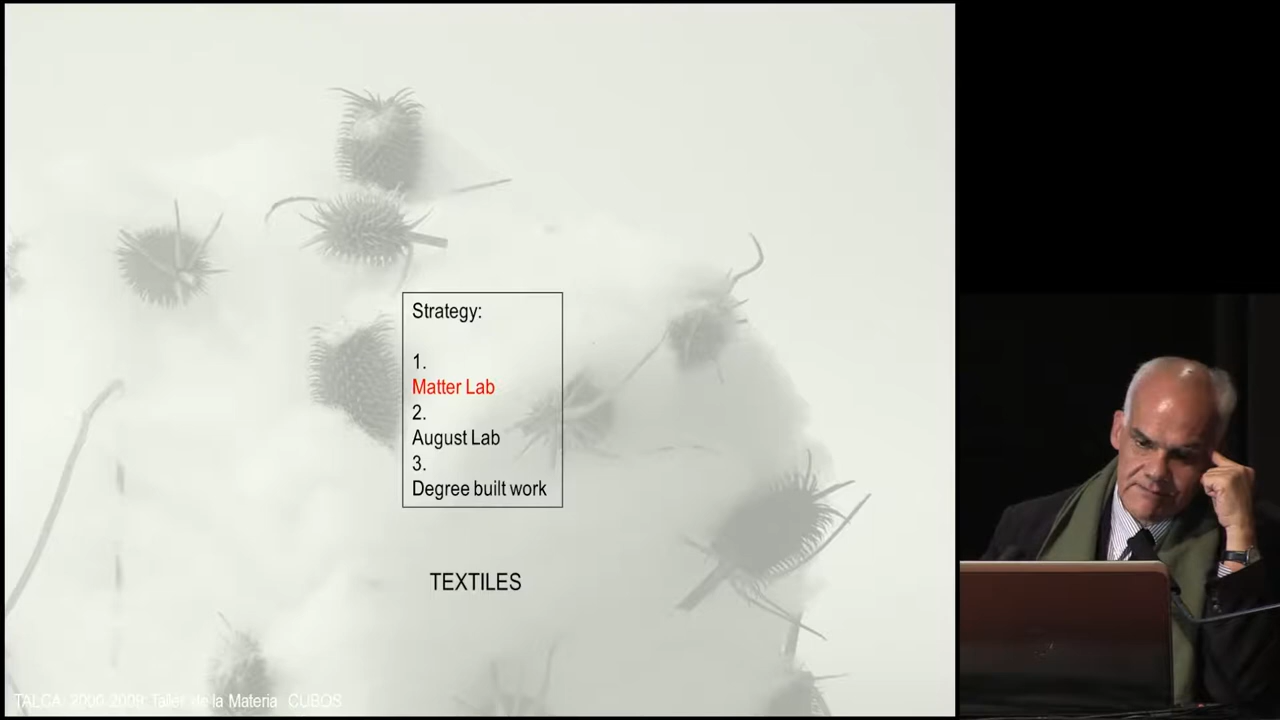 Strategy:
1.
Matter Lab
2.
August Lab
3.
Degree built work
TEXTILES
TALCA 2000-2009: Taller de la Materia CUBOS